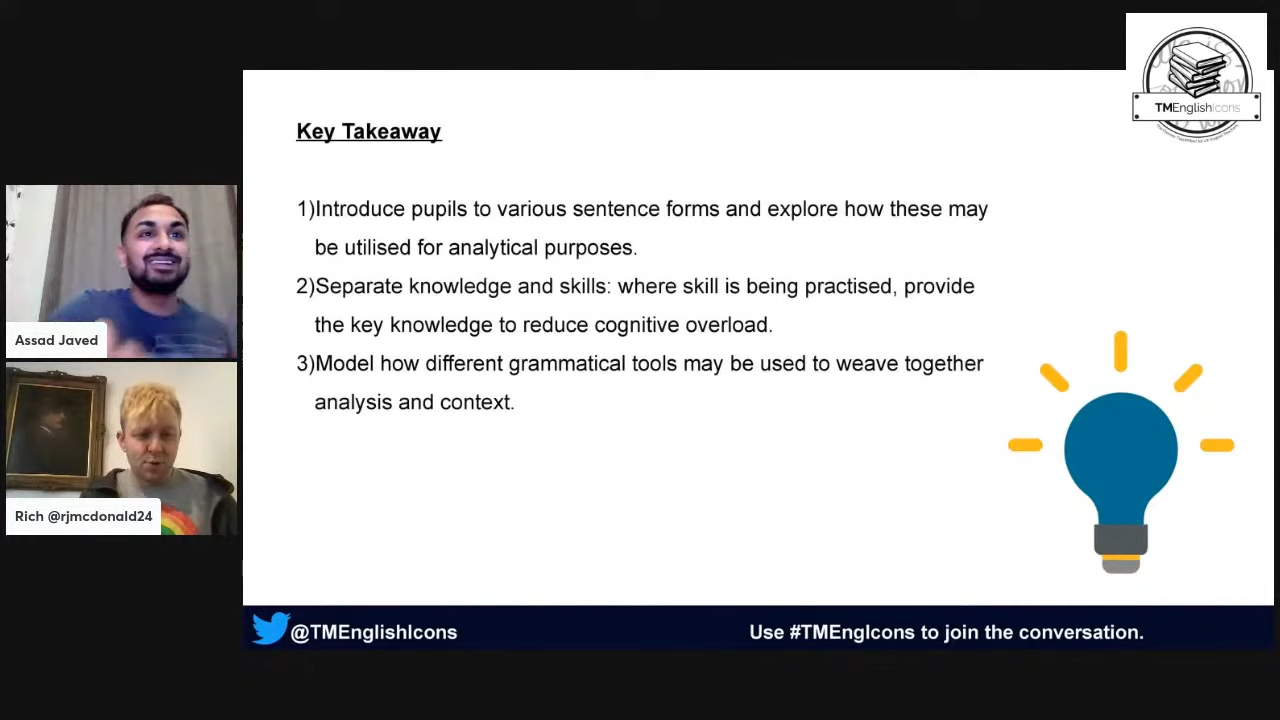 TMEnglishIcons
Key Takeaway
1)Introduce pupils to various sentence forms and explore how these may
be utilised for analytical purposes.
2)Separate knowledge and skills: where skill is being practised, provide
the key knowledge to reduce cognitive overload.
3)Model how different grammatical tools may be used to weave together
analysis and context.
Assad Javed
Rich @rjmcdonald24
@TMEnglishIcons
Use #TMEngIcons to join the conversation.